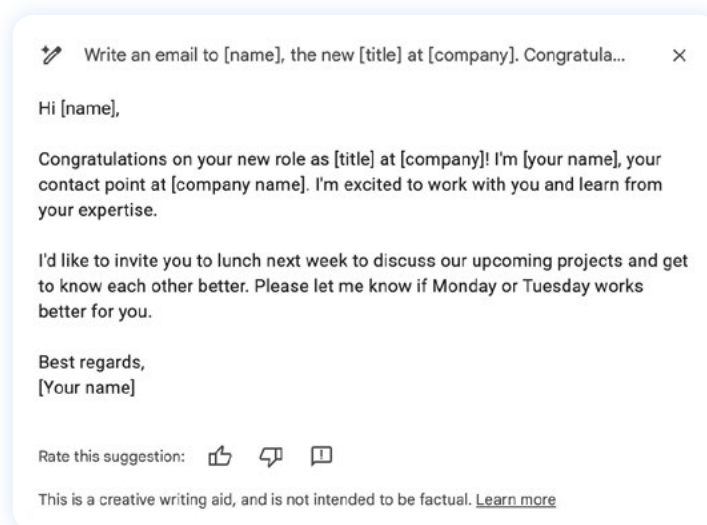 Write an email to [name], the new [title] at [company]. Congratula...
Hi [name],
Congratulations on your new role as [title] at [company]! I'm [your name], your
contact point at [company name]. I'm excited to work with you and learn from
your expertise.
I'd like to invite you to lunch next week to discuss our upcoming projects and get
to know each other better. Please let me know if Monday or Tuesday works
better for you.
Best regards,
[Your name]
Rate this suggestion:
This is a creative writing aid, and is not intended to be factual. Learn more